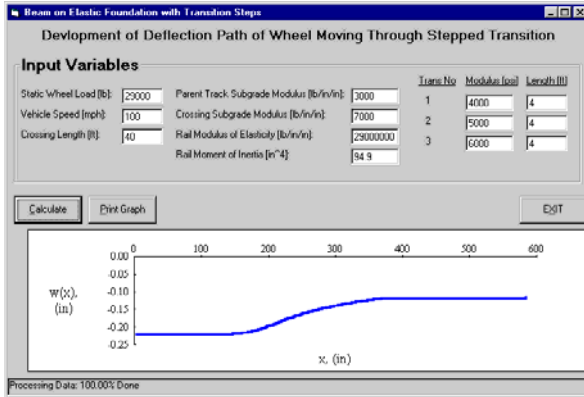 Beam on Elastic Foundation with Transition Steps
Devlopment of Deflection Path of Wheel Moving Through Stepped Transition
Input Variables
Static Wheel Load [lb]: 29000
Vehicle Speed [mph]: 100
Crossing Length [ft]: 40
Parent Track Subgrade Modulus [lb/in/in]: 3000
Crossing Subgrade Modulus [lb/in/in]: 7000
Rail Modulus of Elasticity [lb/in/in]: 29000000
Rail Moment of Inertia [in^4]: 94.9
Trans No Modulus [psi] Length [ft]
1 4000 4
2 5000 4
3 6000 4
Calculate Print Graph EXIT
0 100 200 300 400 500 600
0.00
-0.05
-0.10
-0.15
-0.20
-0.25
w(x),
(in)
x, (in)
Processing Data: 100.00% Done